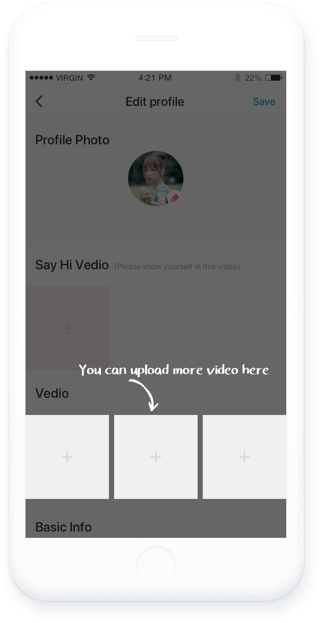 VIRGIN 4:21 PM 22%
Edit profile Save
Profile Photo
Say Hi Vedio (Please show yourself in this video)
You can upload more video here
Vedio
Basic Info